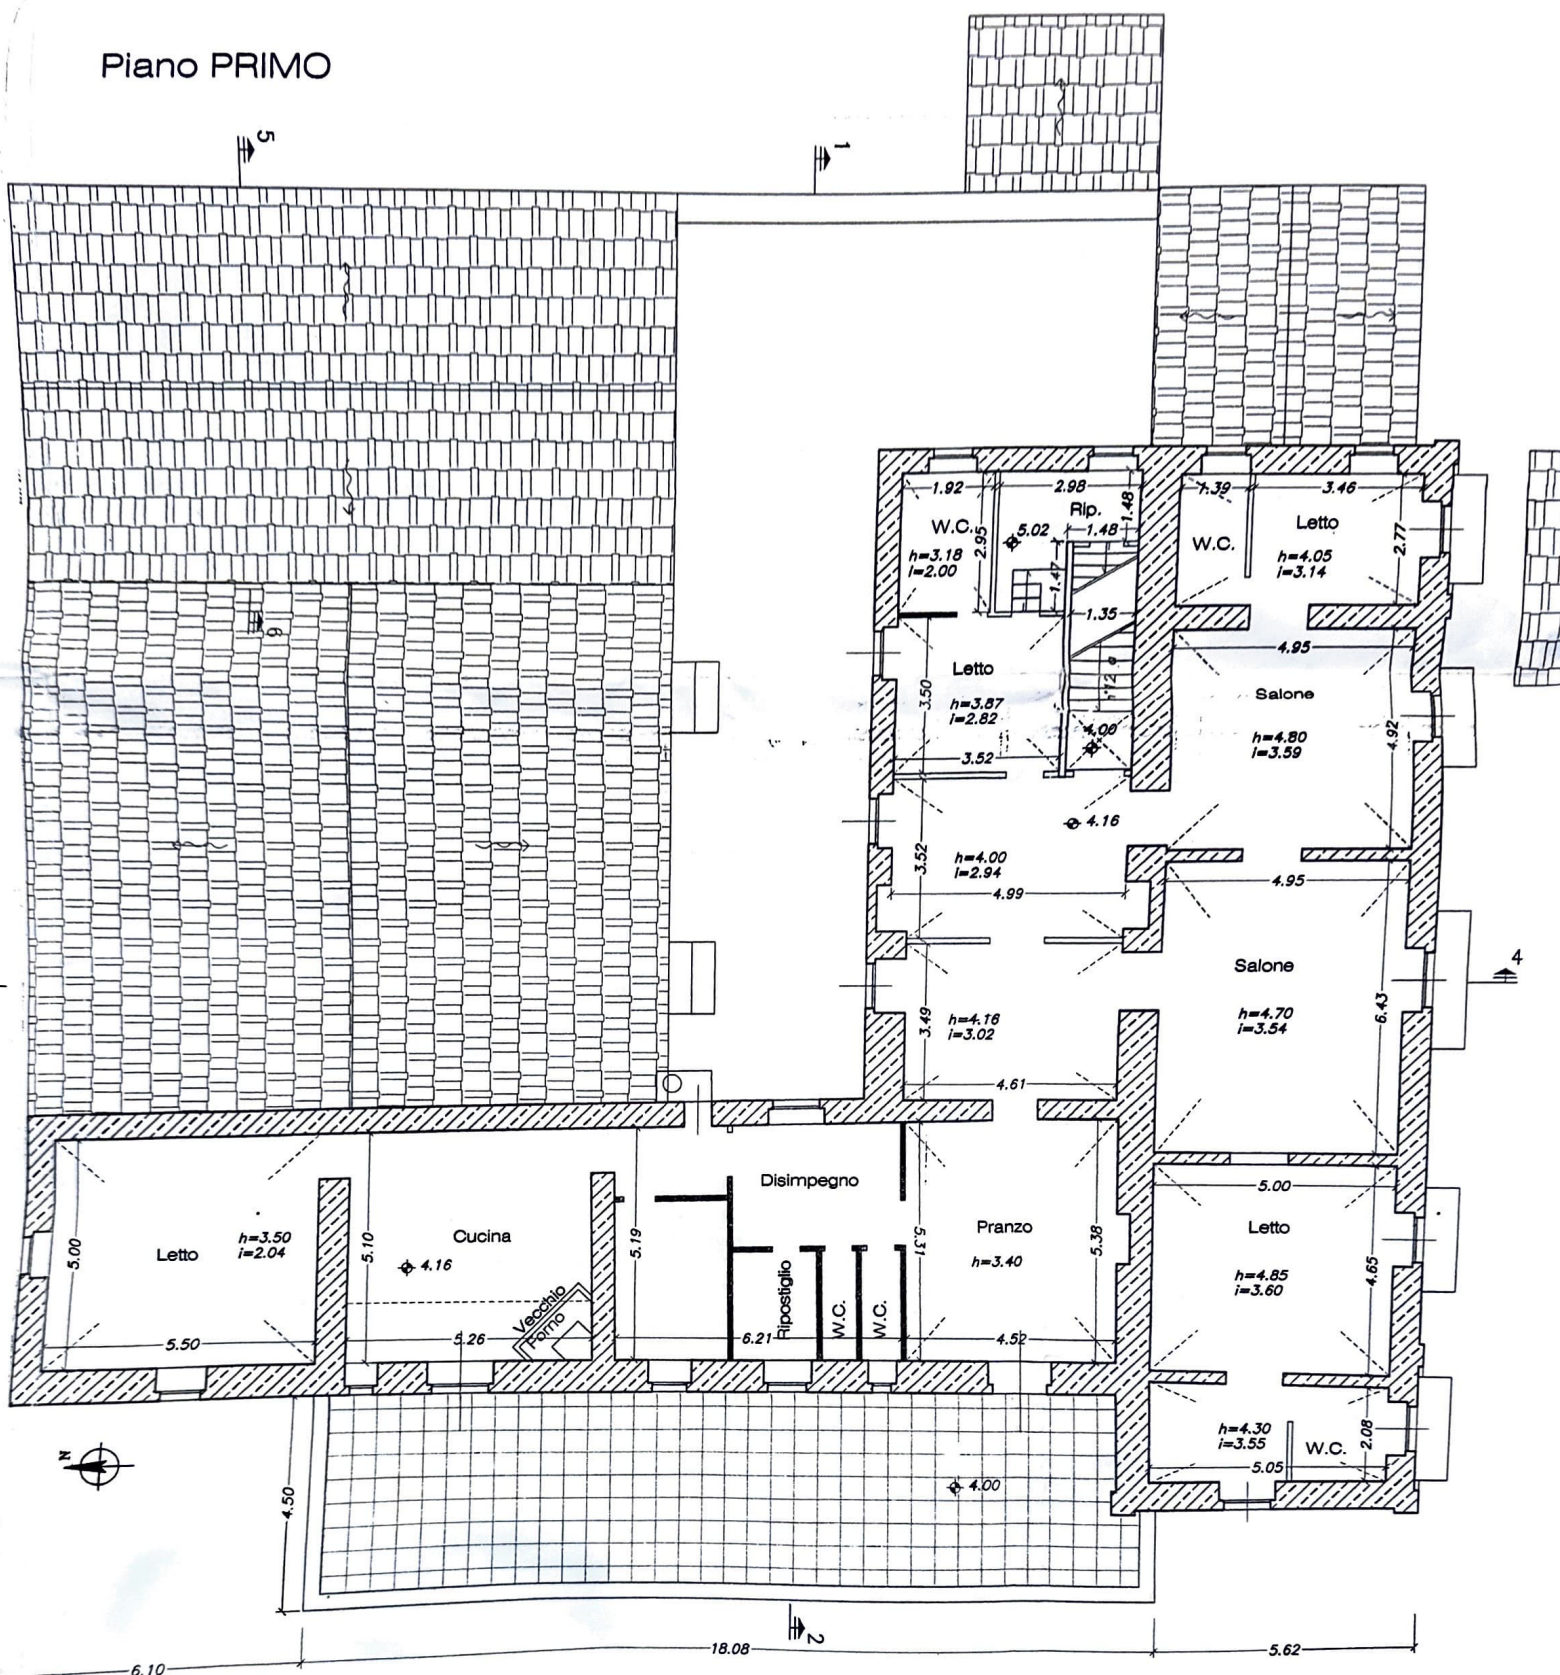 Piano PRIMO
5
1
1.92
2.98
1.48
Rip.
1.48
W.C.
5.02
2.95
h=3.18
i=2.00
1.47
1.35
1.39
3.46
Letto
W.C.
h=4.05
i=3.14
2.77
6
Letto
3.50
h=3.87
i=2.82
3.52
4.00
4.95
Salone
h=4.80
i=3.59
4.92
4.16
3.52
h=4.00
i=2.94
4.99
4.95
Salone
h=4.70
i=3.54
6.43
4
3.49
h=4.16
i=3.02
4.61
Disimpegno
Pranzo
h=3.40
5.31
5.38
4.52
5.00
Letto
h=4.85
i=3.60
4.65
5.00
Letto
h=3.50
i=2.04
5.50
5.10
Cucina
4.16
Vecchio
Forno
5.26
5.19
Ripostiglio
W.C.
W.C.
6.21
h=4.30
i=3.55
W.C.
2.08
5.05
N
4.50
4.00
2
6.10
18.08
5.62